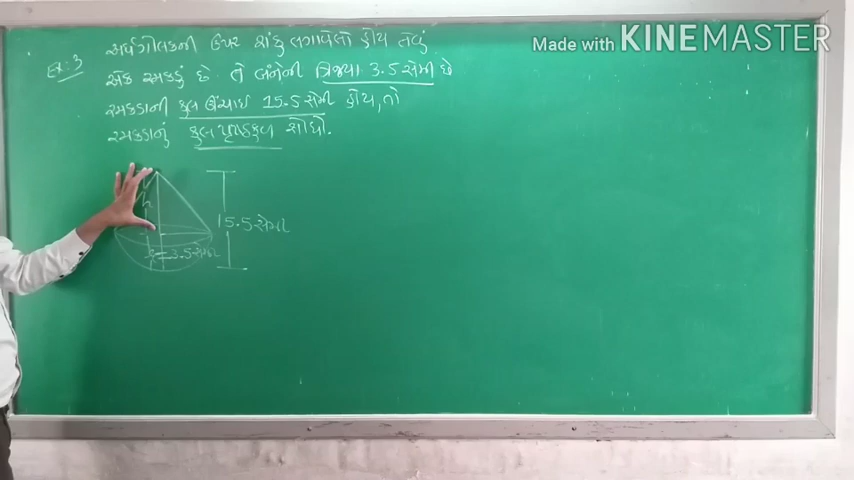 Made with KINEMASTER
Ex: 3 અર્ધગોલકની ઉપર શંકુ લગાવેલો હોય તેવું
એક રમકડું છે. તે બંનેની ત્રિજ્યા 3.5 સેમી છે
રમકડાની કુલ ઊંચાઈ 15.5 સેમી હોય, તો
રમકડાનું કુલ પૃષ્ઠફળ શોધો.
h
15.5 સેમી
r = 3.5 સેમી